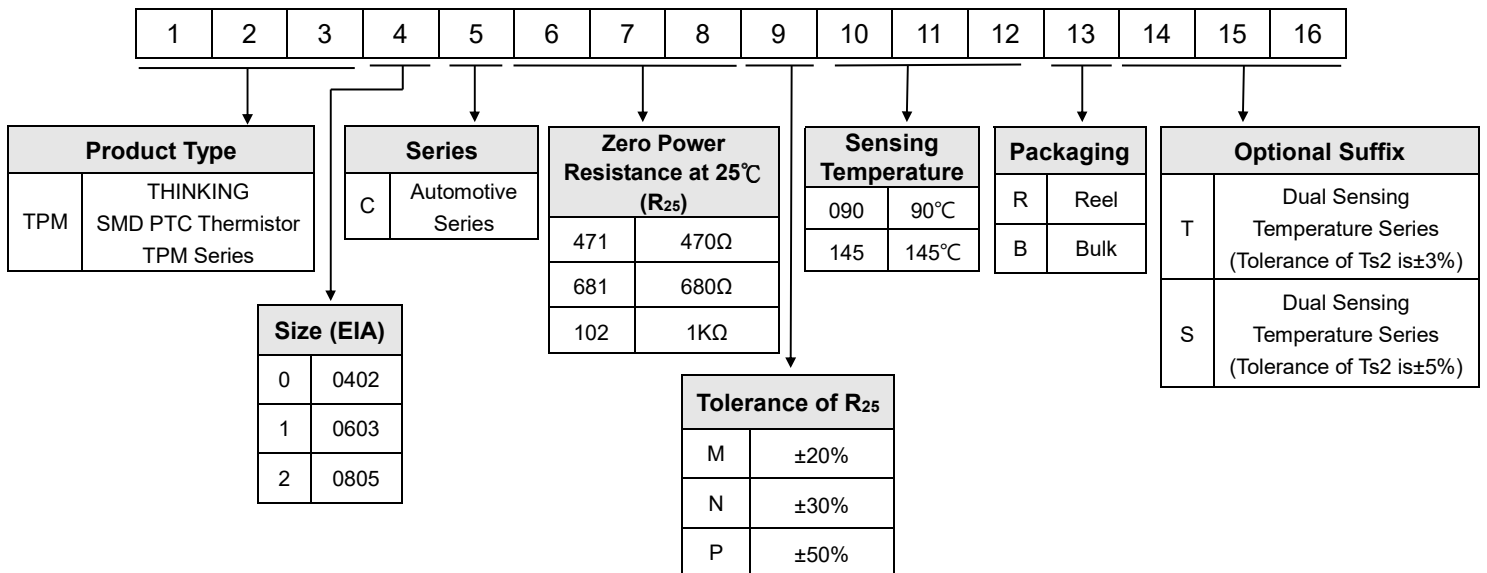 1 2 3 4 5 6 7 8 9 10 11 12 13 14 15 16
Product Type
TPM
THINKING
SMD PTC Thermistor
TPM Series
Size (EIA)
0 0402
1 0603
2 0805
Series
C
Automotive
Series
Zero Power
Resistance at 25℃
(R25)
471 470Ω
681 680Ω
102 1KΩ
Tolerance of R25
M ±20%
N ±30%
P ±50%
Sensing
Temperature
090 90℃
145 145℃
Packaging
R Reel
B Bulk
Optional Suffix
T
Dual Sensing
Temperature Series
(Tolerance of Ts2 is±3%)
S
Dual Sensing
Temperature Series
(Tolerance of Ts2 is±5%)